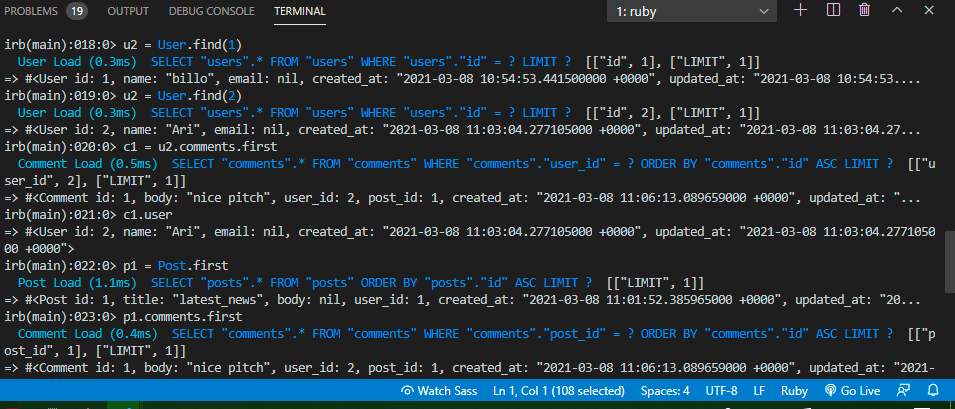 PROBLEMS 19 OUTPUT DEBUG CONSOLE TERMINAL 1: ruby
irb(main):018:0> u2 = User.find(1)
User Load (0.3ms) SELECT "users".* FROM "users" WHERE "users"."id" = ? LIMIT ? [["id", 1], ["LIMIT", 1]]
=> #<User id: 1, name: "billo", email: nil, created_at: "2021-03-08 10:54:53.441500000 +0000", updated_at: "2021-03-08 10:54:53....
irb(main):019:0> u2 = User.find(2)
User Load (0.3ms) SELECT "users".* FROM "users" WHERE "users"."id" = ? LIMIT ? [["id", 2], ["LIMIT", 1]]
=> #<User id: 2, name: "Ari", email: nil, created_at: "2021-03-08 11:03:04.277105000 +0000", updated_at: "2021-03-08 11:03:04.27...
irb(main):020:0> c1 = u2.comments.first
Comment Load (0.5ms) SELECT "comments".* FROM "comments" WHERE "comments"."user_id" = ? ORDER BY "comments"."id" ASC LIMIT ? [["u
ser_id", 2], ["LIMIT", 1]]
=> #<Comment id: 1, body: "nice pitch", user_id: 2, post_id: 1, created_at: "2021-03-08 11:06:13.089659000 +0000", updated_at: "...
irb(main):021:0> c1.user
=> #<User id: 2, name: "Ari", email: nil, created_at: "2021-03-08 11:03:04.277105000 +0000", updated_at: "2021-03-08 11:03:04.2771050
00 +0000">
irb(main):022:0> p1 = Post.first
Post Load (1.1ms) SELECT "posts".* FROM "posts" ORDER BY "posts"."id" ASC LIMIT ? [["LIMIT", 1]]
=> #<Post id: 1, title: "latest_news", body: nil, user_id: 1, created_at: "2021-03-08 11:01:52.385965000 +0000", updated_at: "20...
irb(main):023:0> p1.comments.first
Comment Load (0.4ms) SELECT "comments".* FROM "comments" WHERE "comments"."post_id" = ? ORDER BY "comments"."id" ASC LIMIT ? [["p
ost_id", 1], ["LIMIT", 1]]
=> #<Comment id: 1, body: "nice pitch", user_id: 2, post_id: 1, created_at: "2021-03-08 11:06:13.089659000 +0000", updated_at: "2021-
Watch Sass Ln 1, Col 1 (108 selected) Spaces: 4 UTF-8 LF Ruby Go Live